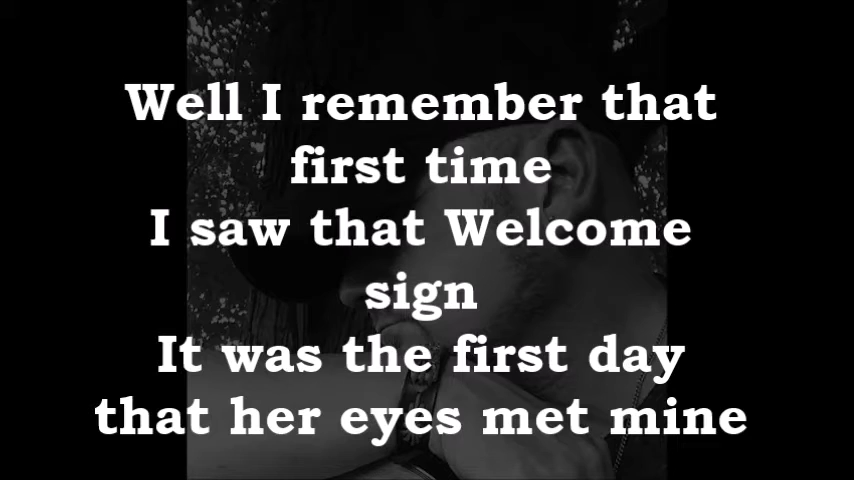 Well I remember that
first time
I saw that Welcome
sign
It was the first day
that her eyes met mine